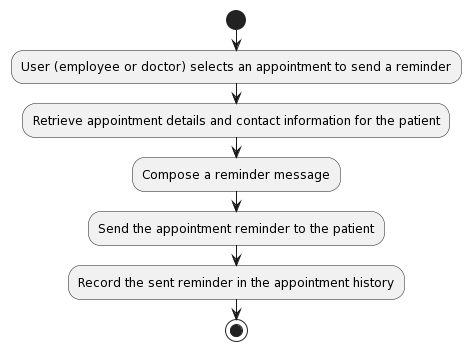 User (employee or doctor) selects an appointment to send a reminder
Retrieve appointment details and contact information for the patient
Compose a reminder message
Send the appointment reminder to the patient
Record the sent reminder in the appointment history